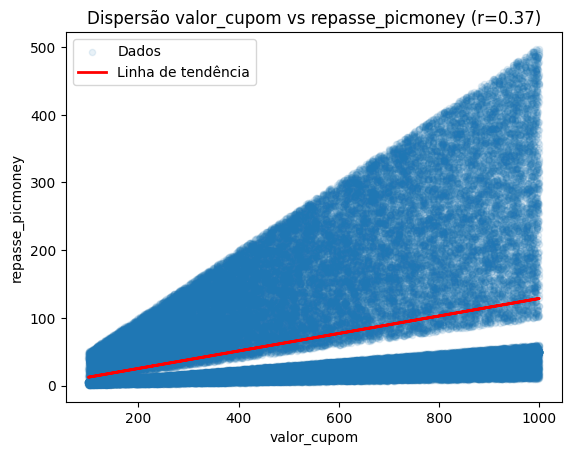 Dispersão valor_cupom vs repasse_picmoney (r=0.37)
Dados
Linha de tendência
repasse_picmoney
500
400
300
200
100
0
200
400
600
800
1000
valor_cupom